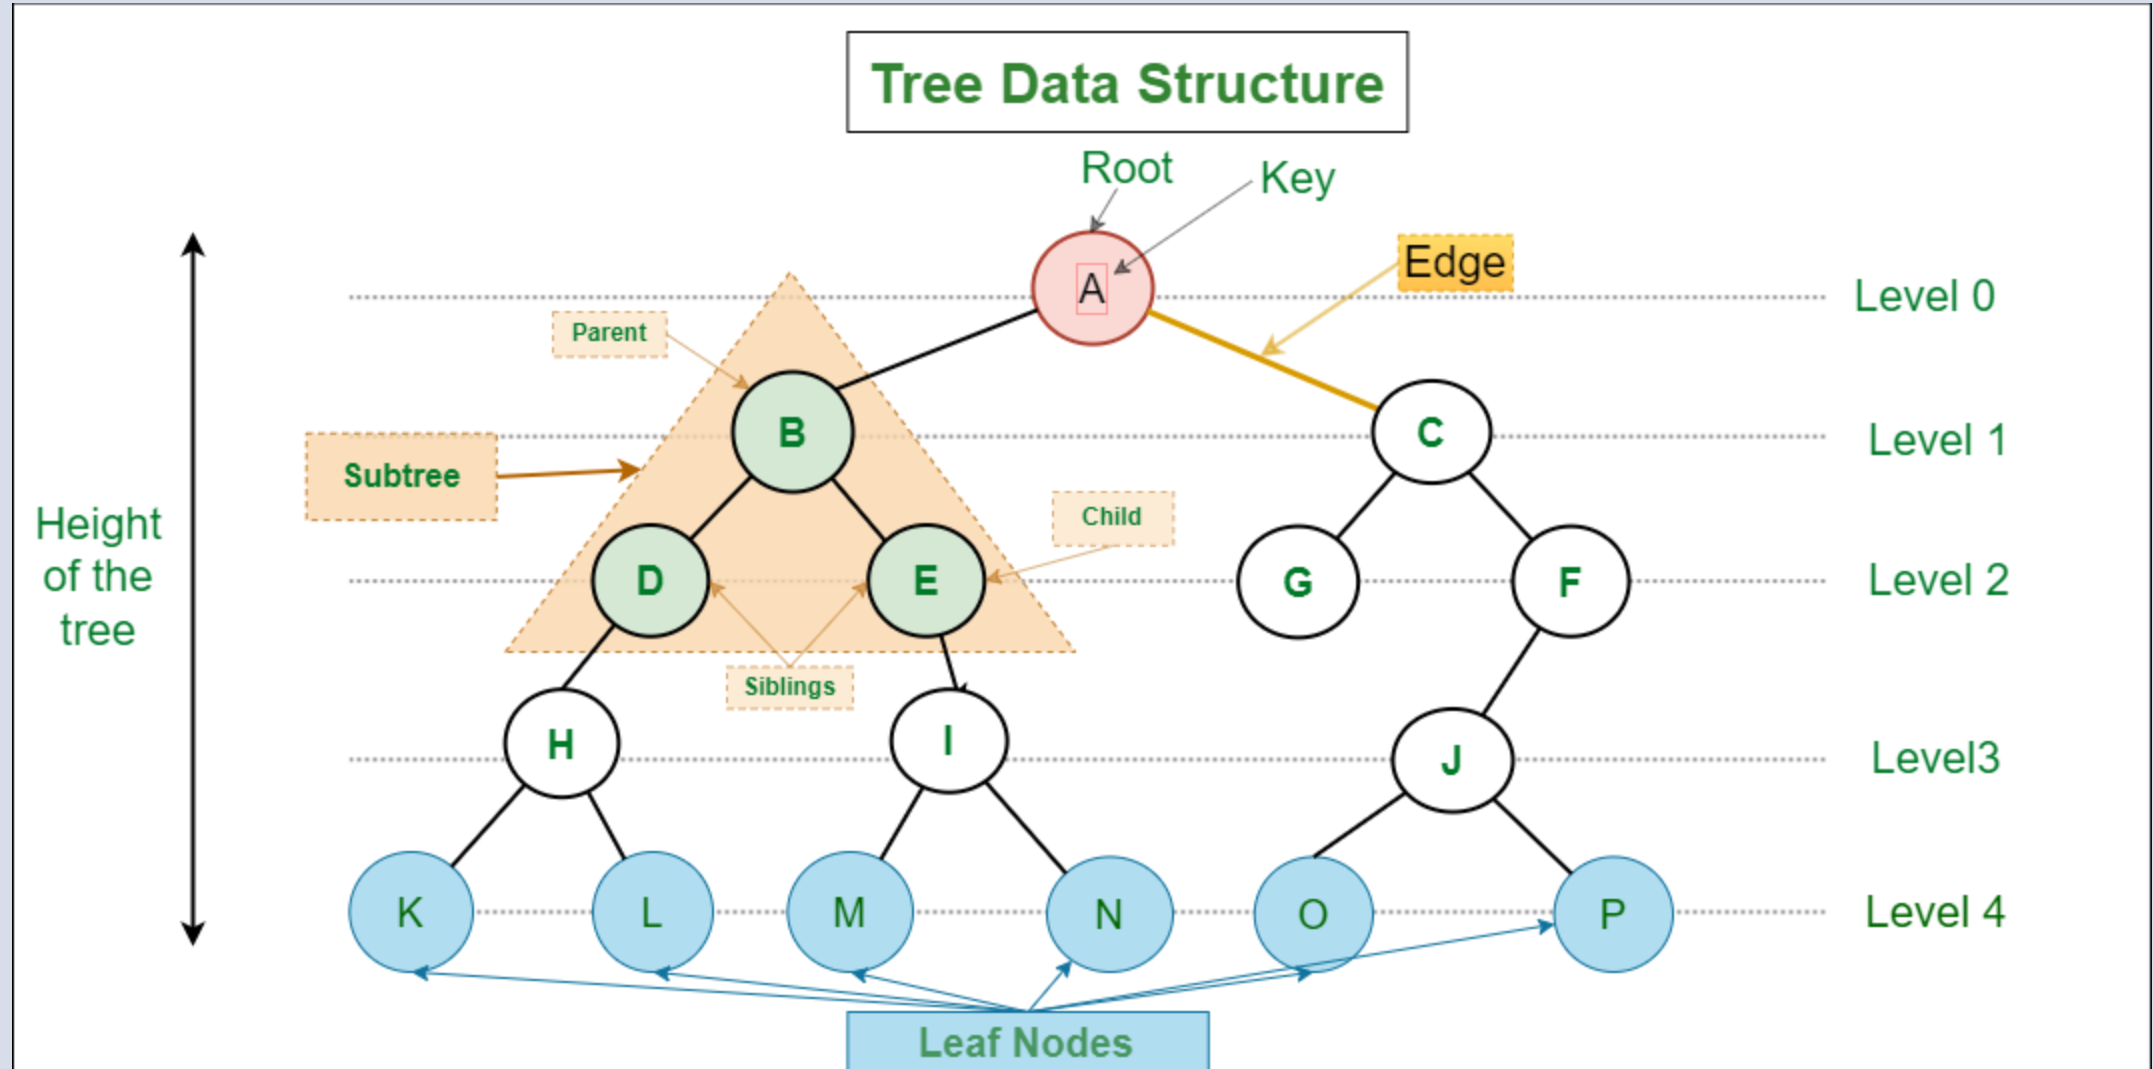 Tree Data Structure
Root
Key
A
Edge
Level 0
Parent
B
C
Level 1
Subtree
Height
of the
tree
Child
D
E
G
F
Level 2
Siblings
H
I
J
Level3
K
L
M
N
O
P
Level 4
Leaf Nodes